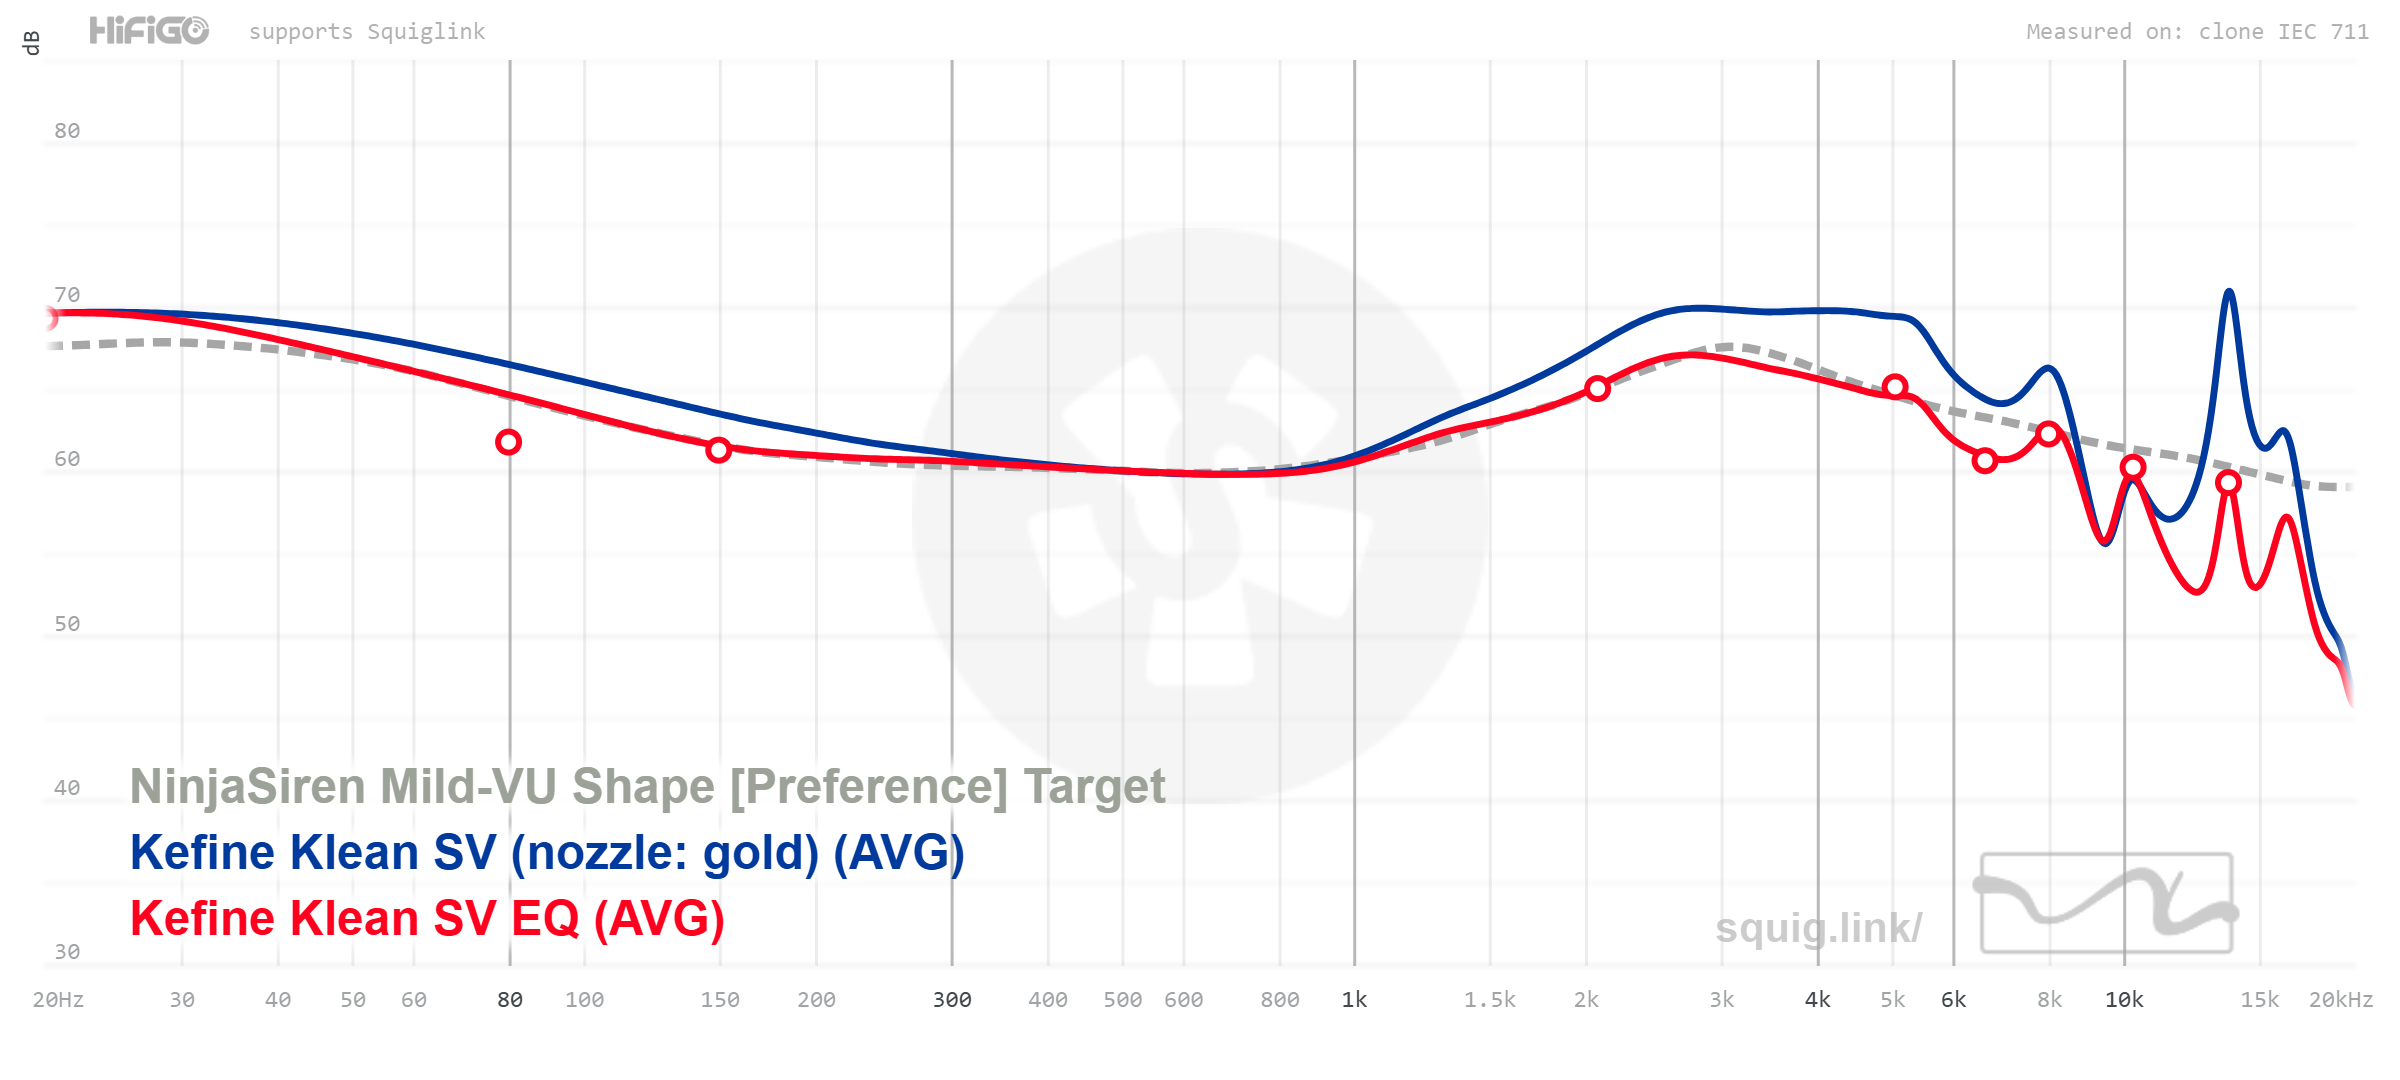 HiFiGO supports Squiglink
Measured on: clone IEC 711
dB
80
70
60
50
40
30
NinjaSiren Mild-VU Shape [Preference] Target
Kefine Klean SV (nozzle: gold) (AVG)
Kefine Klean SV EQ (AVG)
squig.link/
20Hz 30 40 50 60 80 100 150 200 300 400 500 600 800 1k 1.5k 2k 3k 4k 5k 6k 8k 10k 15k 20kHz